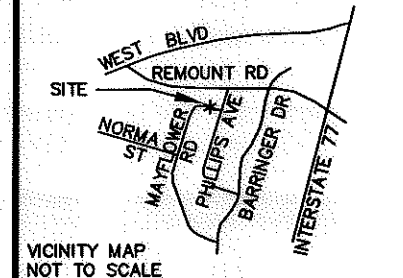 WEST BLVD
REMOUNT RD
SITE
NORMA ST
MAYFLOWER RD
PHILLIPS AVE
BARRINGER DR
INTERSTATE 77
VICINITY MAP
NOT TO SCALE